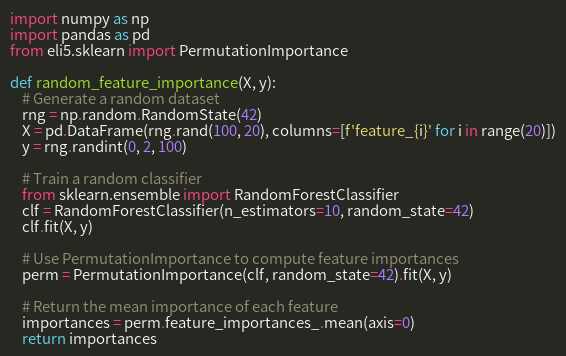 import numpy as np
import pandas as pd
from eli5.sklearn import PermutationImportance

def random_feature_importance(X, y):
    # Generate a random dataset
    rng = np.random.RandomState(42)
    X = pd.DataFrame(rng.rand(100, 20), columns=[f'feature_{i}' for i in range(20)])
    y = rng.randint(0, 2, 100)

    # Train a random classifier
    from sklearn.ensemble import RandomForestClassifier
    clf = RandomForestClassifier(n_estimators=10, random_state=42)
    clf.fit(X, y)

    # Use PermutationImportance to compute feature importances
    perm = PermutationImportance(clf, random_state=42).fit(X, y)

    # Return the mean importance of each feature
    importances = perm.feature_importances_.mean(axis=0)
    return importances